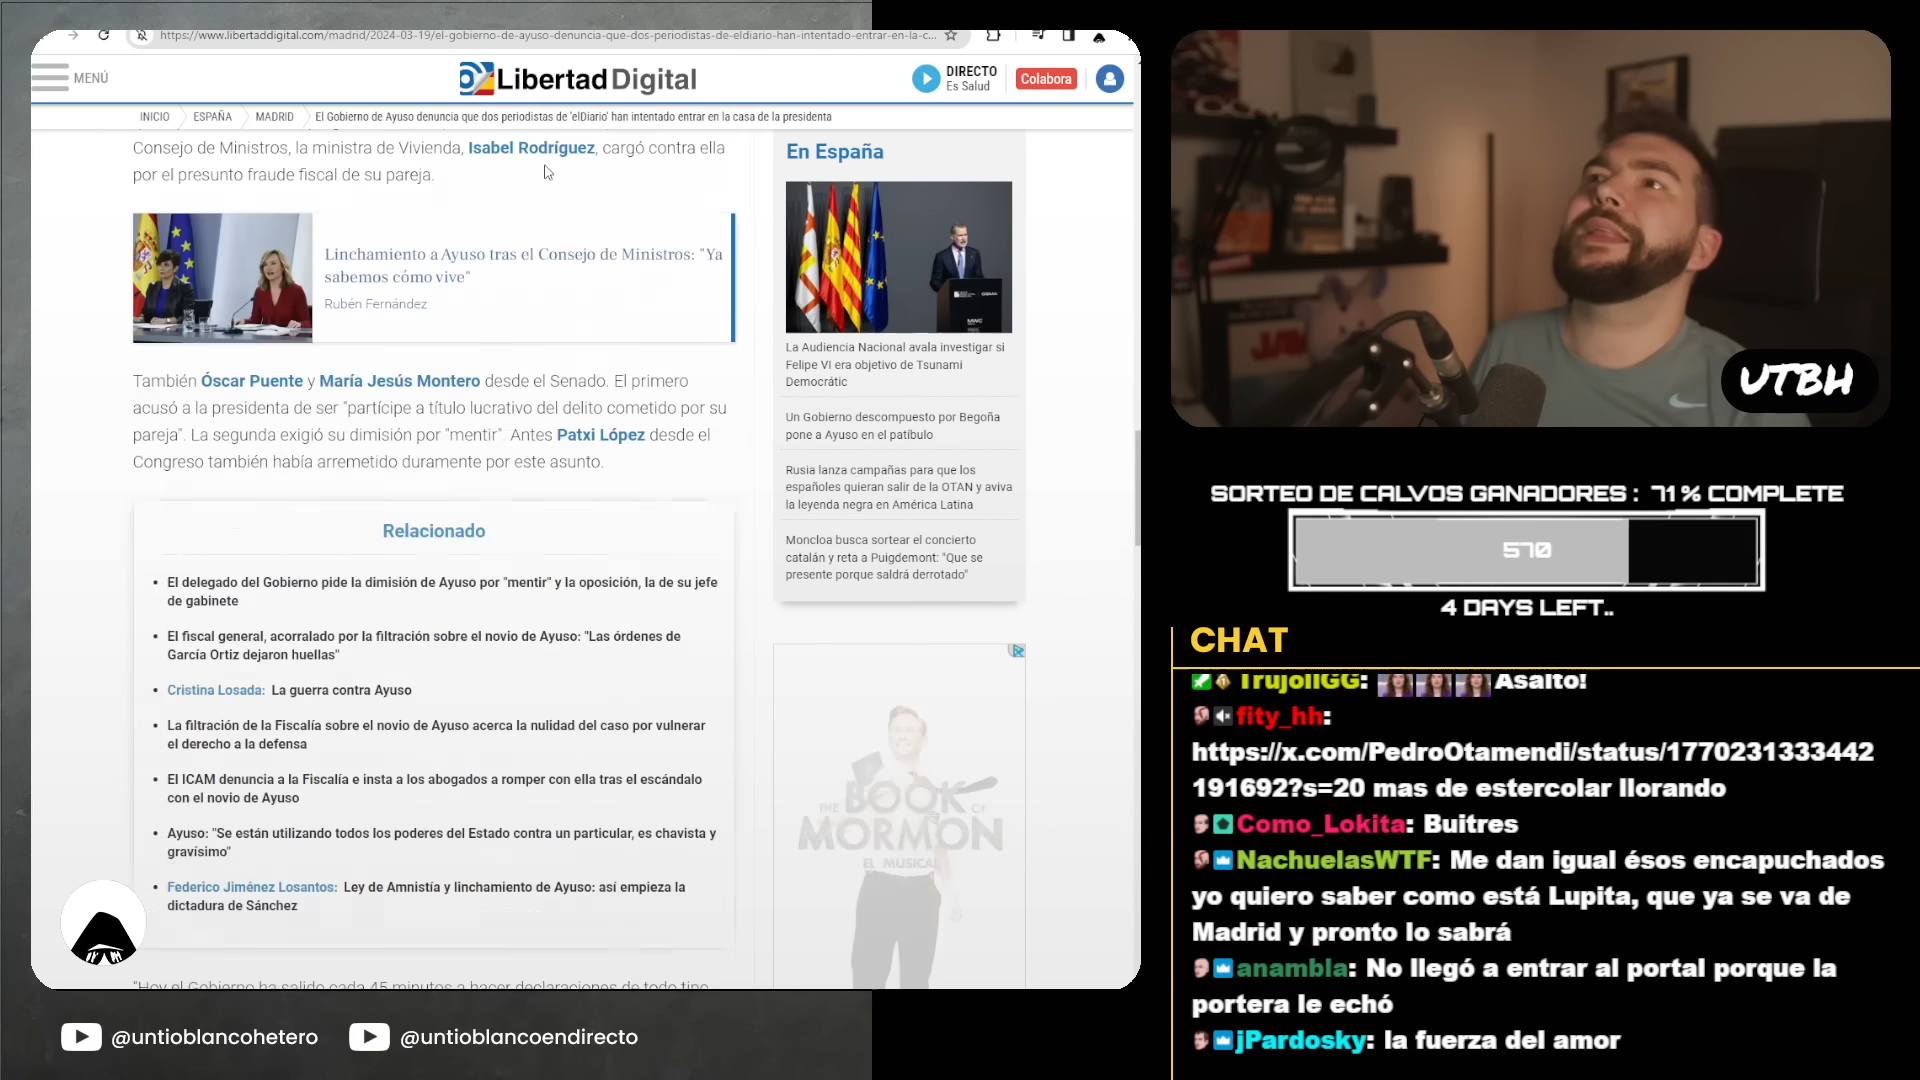 https://www.libertaddigital.com/madrid/2024-03-19/el-gobierno-de-ayuso-denuncia-que-dos-periodistas-de-eldiario-han-intentado-entrar-en-la-c...
MENÚ
Libertad Digital
DIRECTO
Es Salud
Colabora
INICIO
ESPAÑA
MADRID
El Gobierno de Ayuso denuncia que dos periodistas de 'elDiario' han intentado entrar en la casa de la presidenta
Consejo de Ministros, la ministra de Vivienda, Isabel Rodríguez, cargó contra ella
por el presunto fraude fiscal de su pareja.
Linchamiento a Ayuso tras el Consejo de Ministros: "Ya
sabemos cómo vive"
Rubén Fernández
También Óscar Puente y María Jesús Montero desde el Senado. El primero
acusó a la presidenta de ser "partícipe a título lucrativo del delito cometido por su
pareja". La segunda exigió su dimisión por "mentir". Antes Patxi López desde el
Congreso también había arremetido duramente por este asunto.
Relacionado
• El delegado del Gobierno pide la dimisión de Ayuso por "mentir" y la oposición, la de su jefe
de gabinete
• El fiscal general, acorralado por la filtración sobre el novio de Ayuso: "Las órdenes de
García Ortiz dejaron huellas"
• Cristina Losada: La guerra contra Ayuso
• La filtración de la Fiscalía sobre el novio de Ayuso acerca la nulidad del caso por vulnerar
el derecho a la defensa
• El ICAM denuncia a la Fiscalía e insta a los abogados a romper con ella tras el escándalo
con el novio de Ayuso
• Ayuso: "Se están utilizando todos los poderes del Estado contra un particular, es chavista y
gravísimo"
• Federico Jiménez Losantos: Ley de Amnistía y linchamiento de Ayuso: así empieza la
dictadura de Sánchez
"Hoy el Gobierno ha salido cada 45 minutos a hacer declaraciones de todo tipo
En España
La Audiencia Nacional avala investigar si
Felipe VI era objetivo de Tsunami
Democràtic
Un Gobierno descompuesto por Begoña
pone a Ayuso en el patíbulo
Rusia lanza campañas para que los
españoles quieran salir de la OTAN y aviva
la leyenda negra en América Latina
Moncloa busca sortear el concierto
catalán y reta a Puigdemont: "Que se
presente porque saldrá derrotado"
THE BOOK OF
MORMON
EL MUSICAL
@untioblancohetero
@untioblancoendirecto
UTBH
SORTEO DE CALVOS GANADORES : 71% COMPLETE
570
4 DAYS LEFT..
CHAT
TrujoIIGG: Asalto!
fity_hh:
https://x.com/PedroOtamendi/status/1770231333442
191692?s=20 mas de estercolar llorando
Como_Lokita: Buitres
NachuelasWTF: Me dan igual ésos encapuchados
yo quiero saber como está Lupita, que ya se va de
Madrid y pronto lo sabrá
anambla: No llegó a entrar al portal porque la
portera le echó
jPardosky: la fuerza del amor